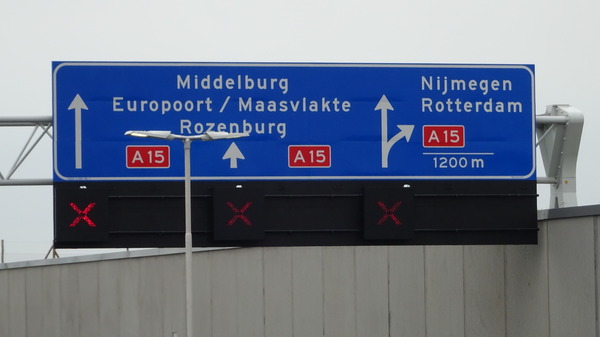 Middelburg
Europoort / Maasvlakte
Rozenburg
A15
A15
Nijmegen
Rotterdam
A15
1200 m